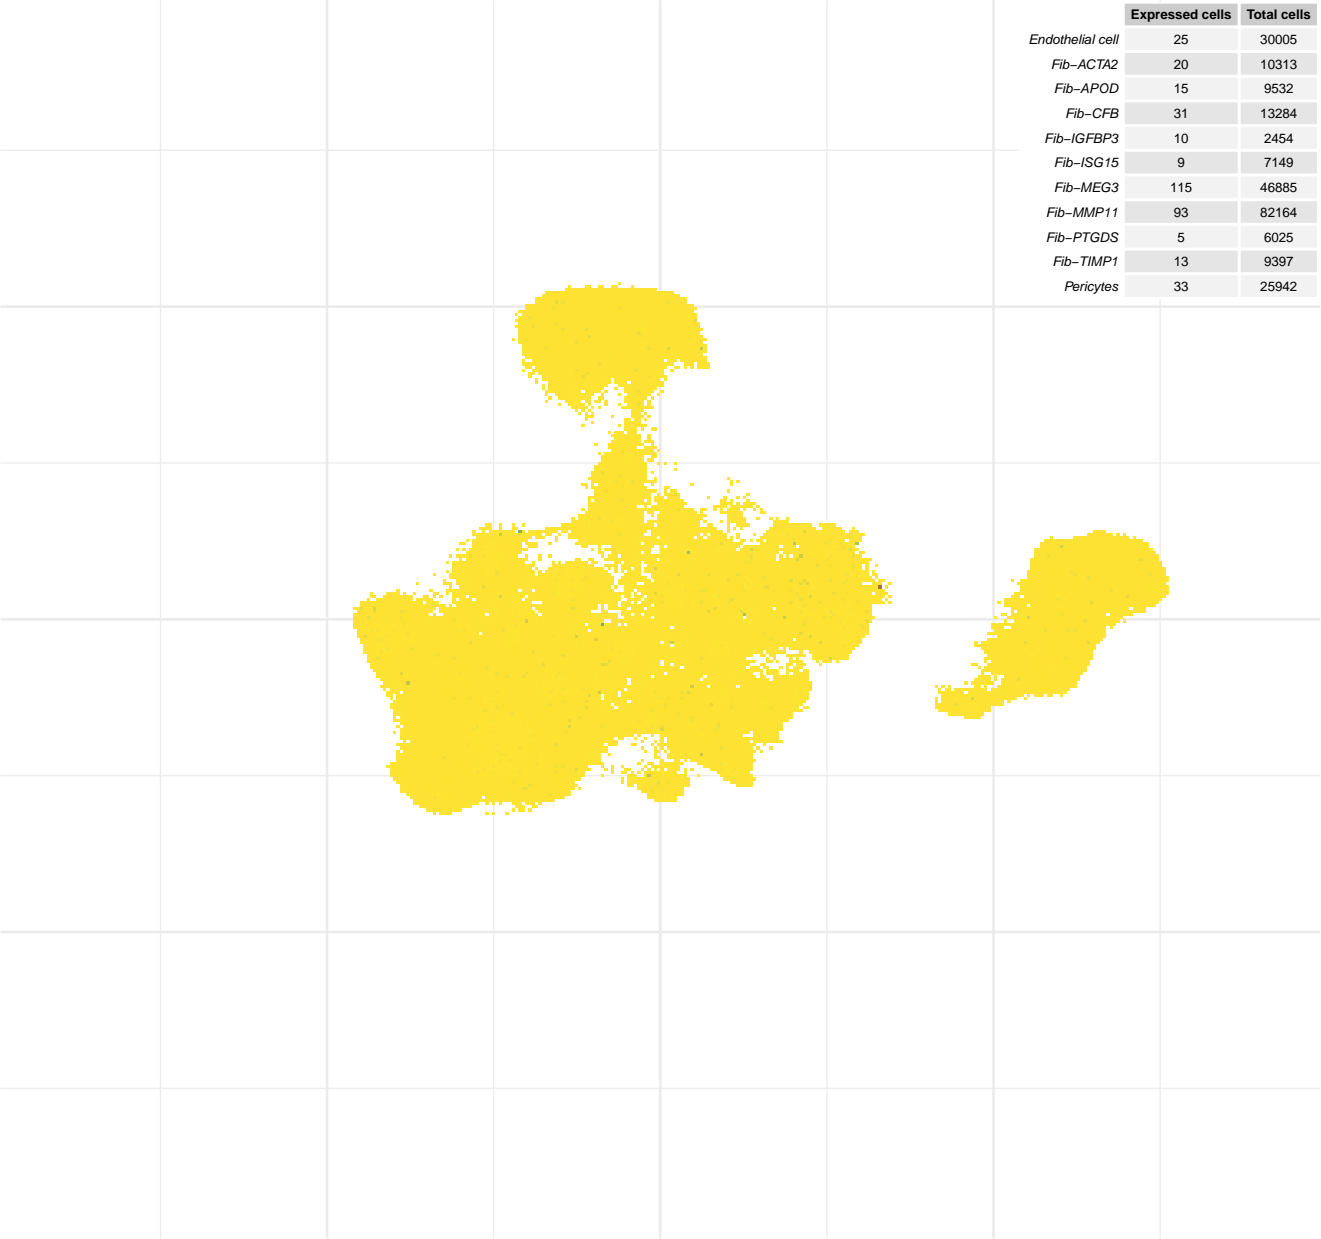 Expressed cells Total cells
Endothelial cell 25 30005
Fib−ACTA2 20 10313
Fib−APOD 15 9532
Fib−CFB 31 13284
Fib−IGFBP3 10 2454
Fib−ISG15 9 7149
Fib−MEG3 115 46885
Fib−MMP11 93 82164
Fib−PTGDS 5 6025
Fib−TIMP1 13 9397
Pericytes 33 25942